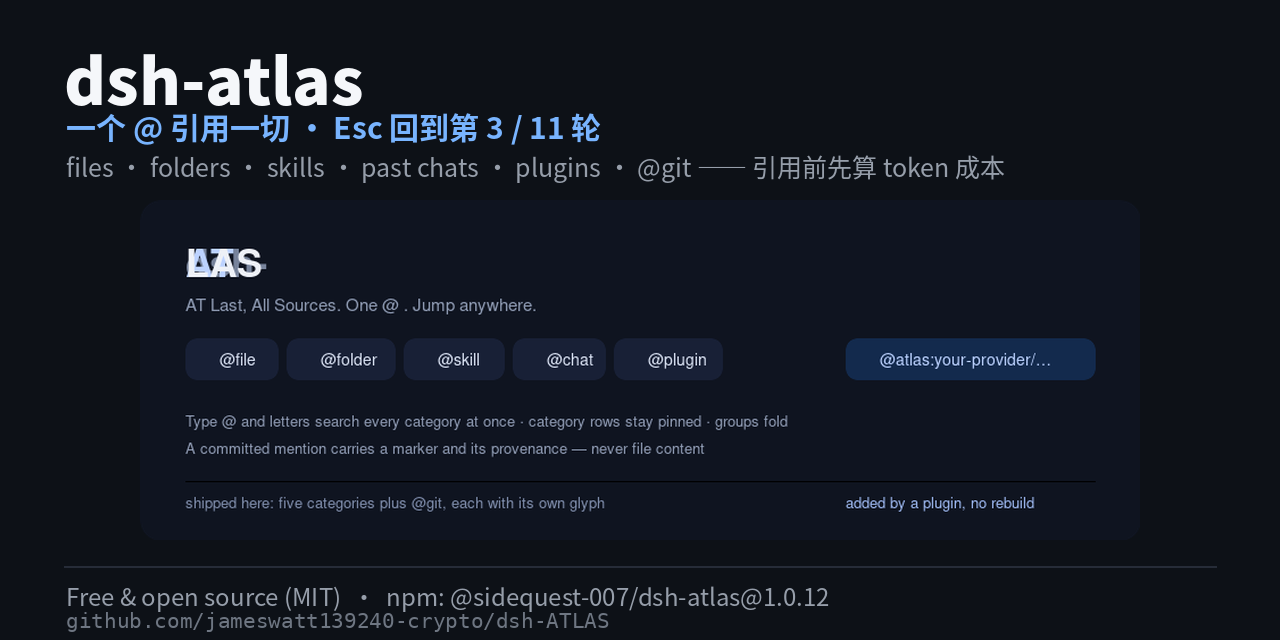 dsh-atlas
一个 @ 引用一切 · Esc 回到第 3 / 11 轮
files · folders · skills · past chats · plugins · @git —— 引用前先算 token 成本
LAS
AT Last, All Sources. One @ . Jump anywhere.
@file @folder @skill @chat @plugin @atlas:your-provider/…
Type @ and letters search every category at once · category rows stay pinned · groups fold
A committed mention carries a marker and its provenance — never file content
shipped here: five categories plus @git, each with its own glyph
added by a plugin, no rebuild
Free & open source (MIT) · npm: @sidequest-007/dsh-atlas@1.0.12
github.com/jameswatt139240-crypto/dsh-ATLAS